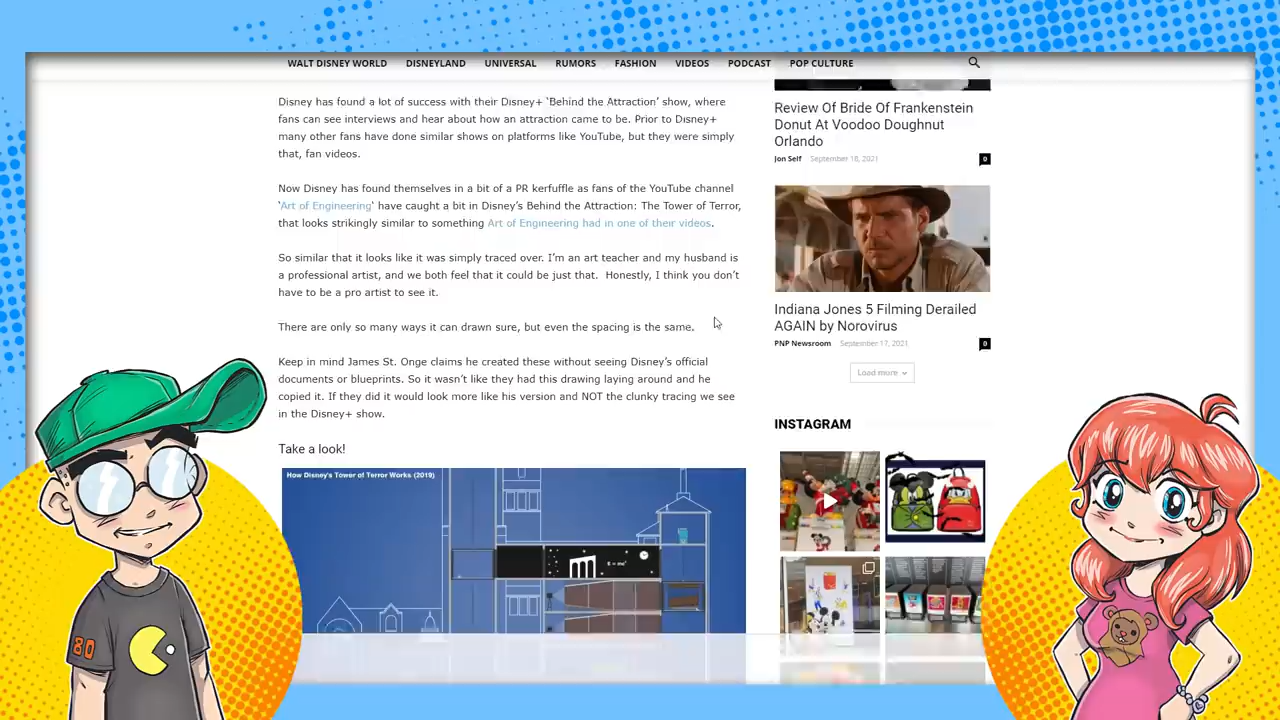 WALT DISNEY WORLD DISNEYLAND UNIVERSAL RUMORS FASHION VIDEOS PODCAST POP CULTURE
Disney has found a lot of success with their Disney+ 'Behind the Attraction' show, where
fans can see interviews and hear about how an attraction came to be. Prior to Disney+
many other fans have done similar shows on platforms like YouTube, but they were simply
that, fan videos.
Now Disney has found themselves in a bit of a PR kerfuffle as fans of the YouTube channel
'Art of Engineering' have caught a bit in Disney's Behind the Attraction: The Tower of Terror,
that looks strikingly similar to something Art of Engineering had in one of their videos.
So similar that it looks like it was simply traced over. I'm an art teacher and my husband is
a professional artist, and we both feel that it could be just that. Honestly, I think you don't
have to be a pro artist to see it.
There are only so many ways it can drawn sure, but even the spacing is the same.
Keep in mind James St. Onge claims he created these without seeing Disney's official
documents or blueprints. So it wasn't like they had this drawing laying around and he
copied it. If they did it would look more like his version and NOT the clunky tracing we see
in the Disney+ show.
Take a look!
How Disney's Tower of Terror Works (2019)
E = mc²
Review Of Bride Of Frankenstein
Donut At Voodoo Doughnut
Orlando
Jon Self - September 18, 2021 0
Indiana Jones 5 Filming Derailed
AGAIN by Norovirus
PNP Newsroom - September 17, 2021 0
Load more
INSTAGRAM
80